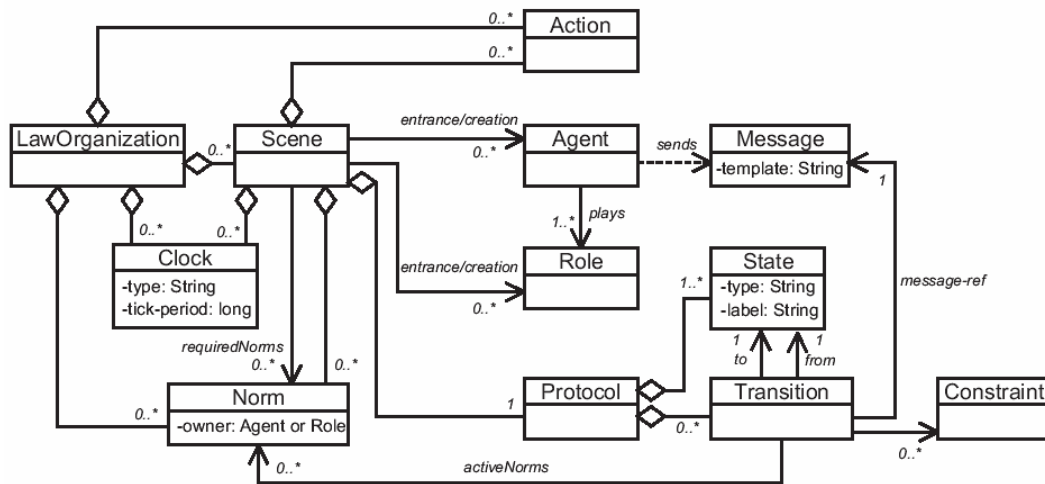 0..*
Action
0..*
LawOrganization
Scene
entrance/creation
Agent
sends
Message
0..*
0..*
-template: String
1
0..*
0..*
1..*
plays
Clock
-type: String
-tick-period: long
entrance/creation
Role
State
1..*
-type: String
-label: String
message-ref
0..*
requiredNorms
1
1
0..*
0..*
to
from
Norm
Protocol
Transition
Constraint
0..*
-owner: Agent or Role
1
0..*
0..*
0..*
activeNorms